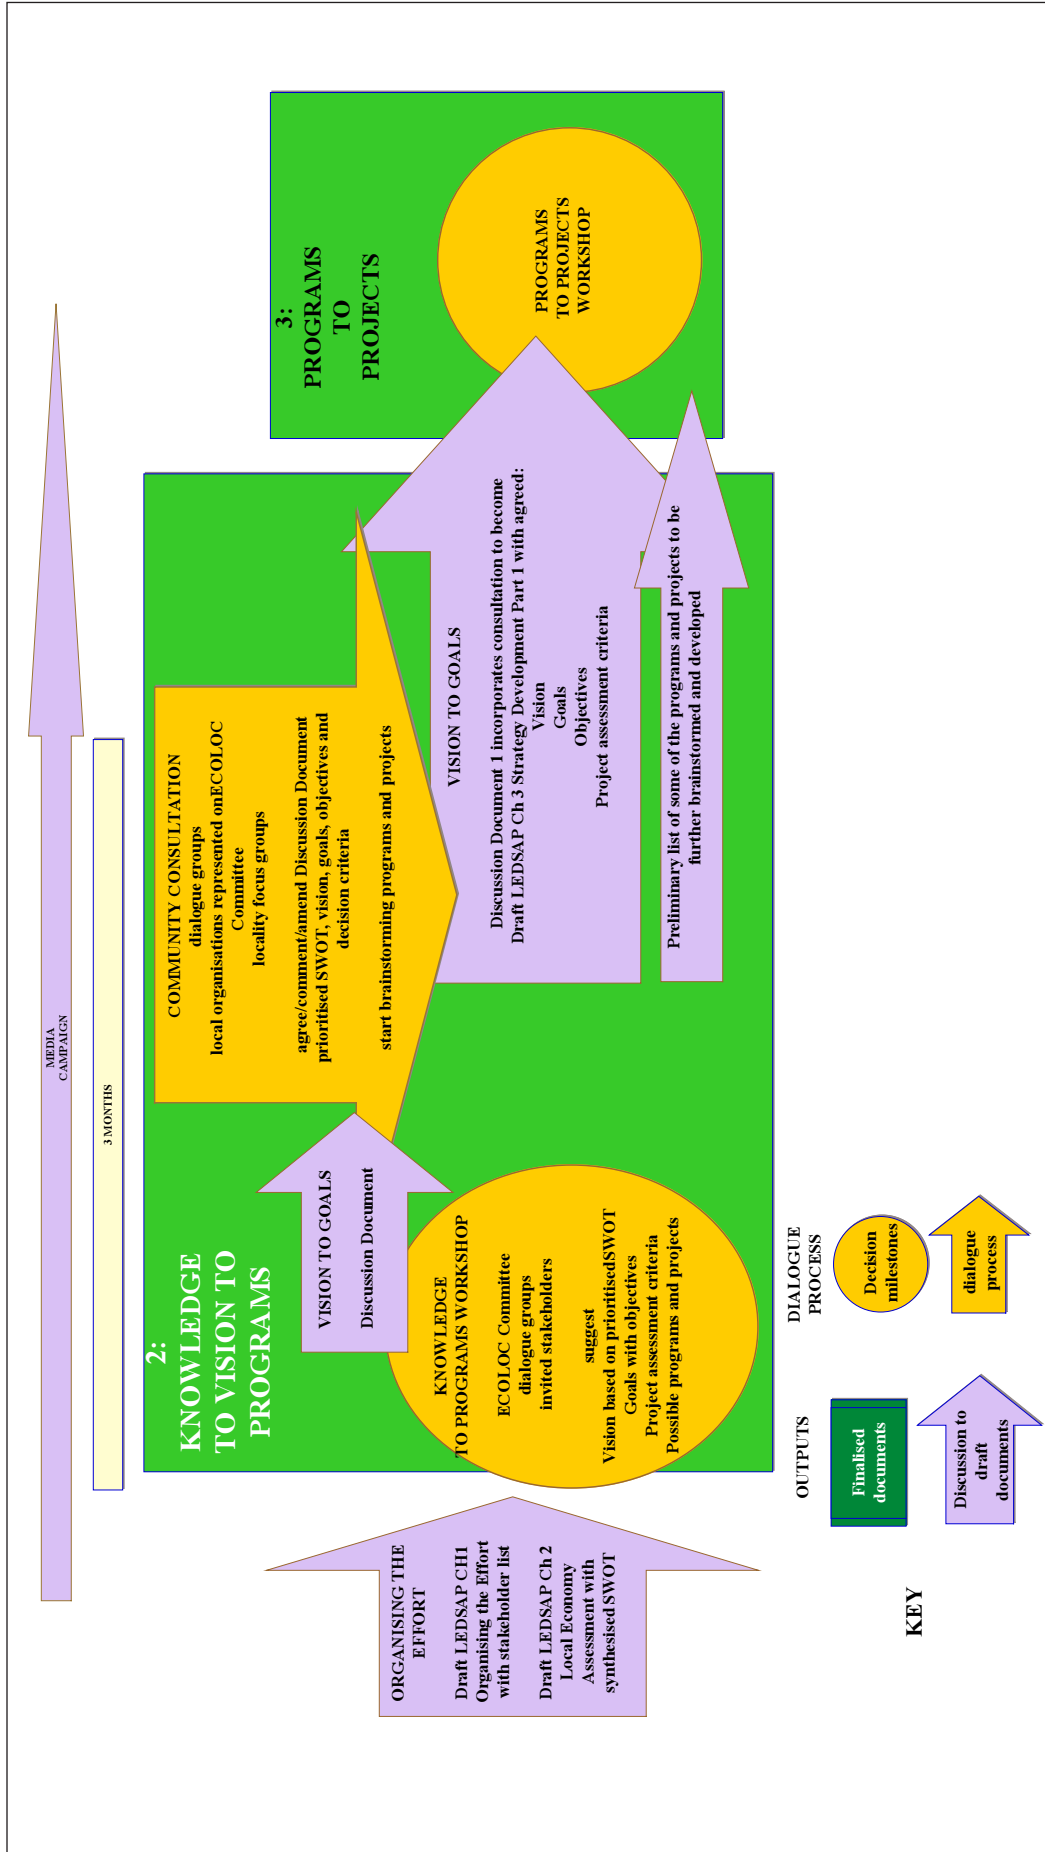 MEDIA
CAMPAIGN
3 MONTHS
2:
KNOWLEDGE
TO VISION TO
PROGRAMS
3:
PROGRAMS
TO
PROJECTS
ORGANISING THE
EFFORT
Draft LEDSAP CH1
Organising the Effort
with stakeholder list
Draft LEDSAP Ch 2
Local Economy
Assessment with
synthesised SWOT
KNOWLEDGE
TO PROGRAMS WORKSHOP
ECOLOC Committee
dialogue groups
invited stakeholders
suggest
Vision based on prioritisedSWOT
Goals with objectives
Project assessment criteria
Possible programs and projects
VISION TO GOALS
Discussion Document
COMMUNITY CONSULTATION
dialogue groups
local organisations represented onECOLOC
Committee
locality focus groups
agree/comment/amend Discussion Document
prioritised SWOT, vision, goals, objectives and
decision criteria
start brainstorming programs and projects
VISION TO GOALS
Discussion Document 1 incorporates consultation to become
Draft LEDSAP Ch 3 Strategy Development Part 1 with agreed:
Vision
Goals
Objectives
Project assessment criteria
Preliminary list of some of the programs and projects to be
further brainstormed and developed
PROGRAMS
TO PROJECTS
WORKSHOP
KEY
OUTPUTS
Finalised
documents
Discussion to
draft
documents
DIALOGUE
PROCESS
Decision
milestones
dialogue
process